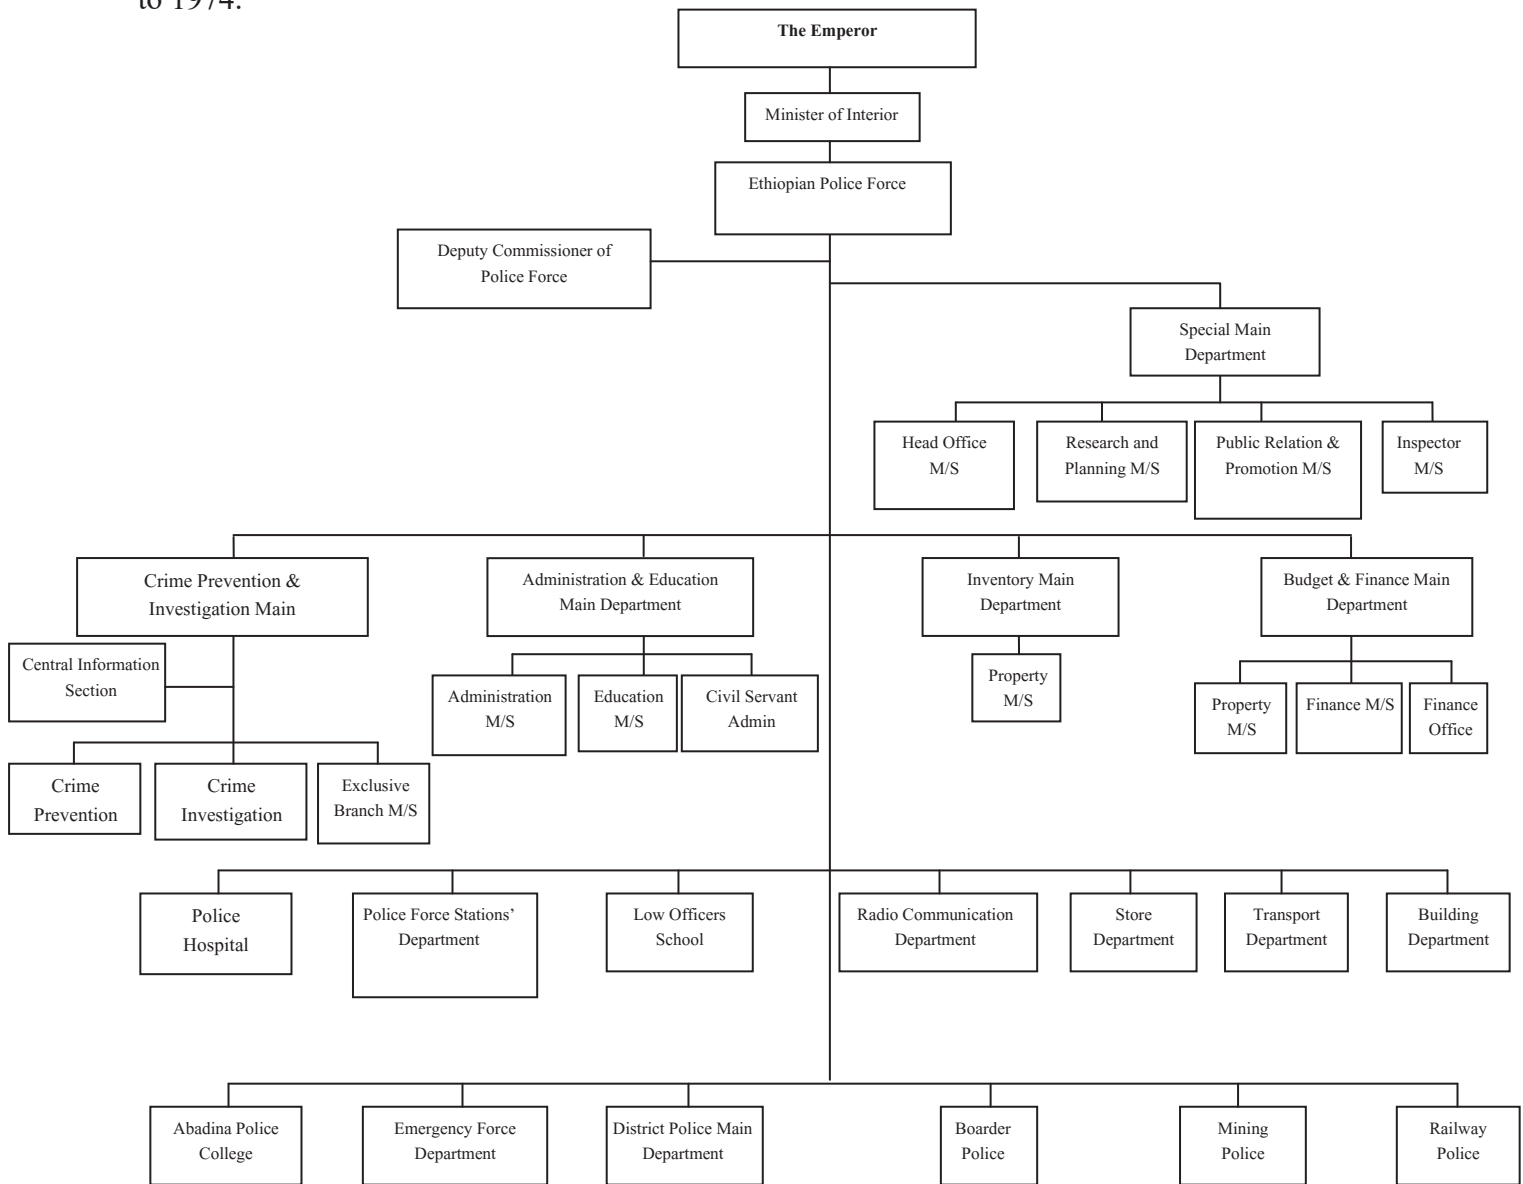 to 1974.
The Emperor
Minister of Interior
Ethiopian Police Force
Deputy Commissioner of
Police Force
Special Main
Department
Head Office
M/S
Research and
Planning M/S
Public Relation &
Promotion M/S
Inspector
M/S
Crime Prevention &
Investigation Main
Administration & Education
Main Department
Inventory Main
Department
Budget & Finance Main
Department
Central Information
Section
Administration
M/S
Education
M/S
Civil Servant
Admin
Property
M/S
Property
M/S
Finance M/S
Finance
Office
Crime
Prevention
Crime
Investigation
Exclusive
Branch M/S
Police
Hospital
Police Force Stations’
Department
Low Officers
School
Radio Communication
Department
Store
Department
Transport
Department
Building
Department
Abadina Police
College
Emergency Force
Department
District Police Main
Department
Boarder
Police
Mining
Police
Railway
Police